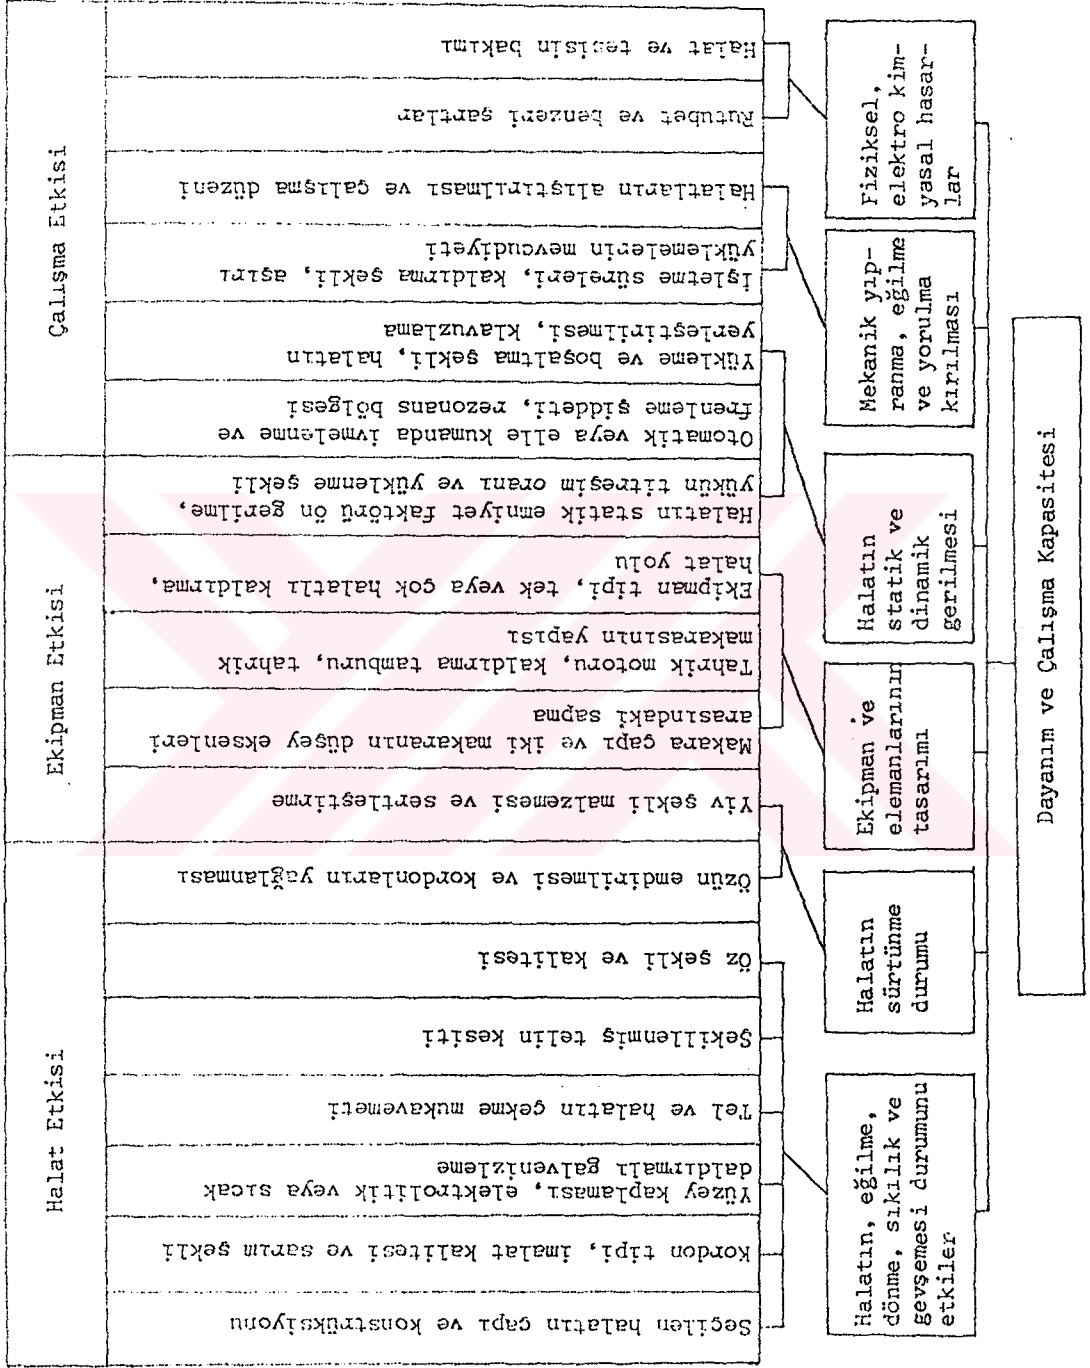 Halat Etkisi
Ekipman Etkisi
Çalışma Etkisi
Seçilen halatın çapı ve konstrüksiyonu
Kordon tipi, imalat kalitesi ve sarım şekli
Yüzey kaplaması, elektrolitik veya sıcak
daldırmalı galvenizleme
Tel ve halatın çekme mukavemeti
Şekillenmiş telin kesiti
Öz şekli ve kalitesi
Özün emdirilmesi ve kordonların yağlanması
Yiv şekli malzemesi ve sertleştirme
Makara çapı ve iki makaranın düşey eksenleri
arasındaki sapma
Tahrik motoru, kaldırma tamburu, tahrik
makarasının yapısı
Ekipman tipi, tek veya çok halatlı kaldırma,
halat yolu
Halatın statik emniyet faktörü ön gerilme,
yükün titreşim oranı ve yüklenme şekli
Otomatik veya elle kumanda ivmelenme ve
frenleme şiddeti, rezonans bölgesi
Yükleme ve boşaltma şekli, halatın
yerleştirilmesi, klavuzlama
İşletme süreleri, kaldırma şekli, aşırı
yüklemelerin mevcudiyeti
Halatların alıştırılması ve çalışma düzeni
Rutubet ve benzeri şartlar
Halat ve tesisin bakımı
Halatın, eğilme,
dönme, sıkılık ve
gevşemesi durumunu
etkiler
Halatın
sürtünme
durumu
Ekipman ve
elemanlarının
tasarımı
Halatın
statik ve
dinamik
gerilmesi
Mekanik yıp-
ranma, eğilme
ve yorulma
kırılması
Fiziksel,
elektro kim-
yasal hasar-
lar
Dayanım ve Çalışma Kapasitesi